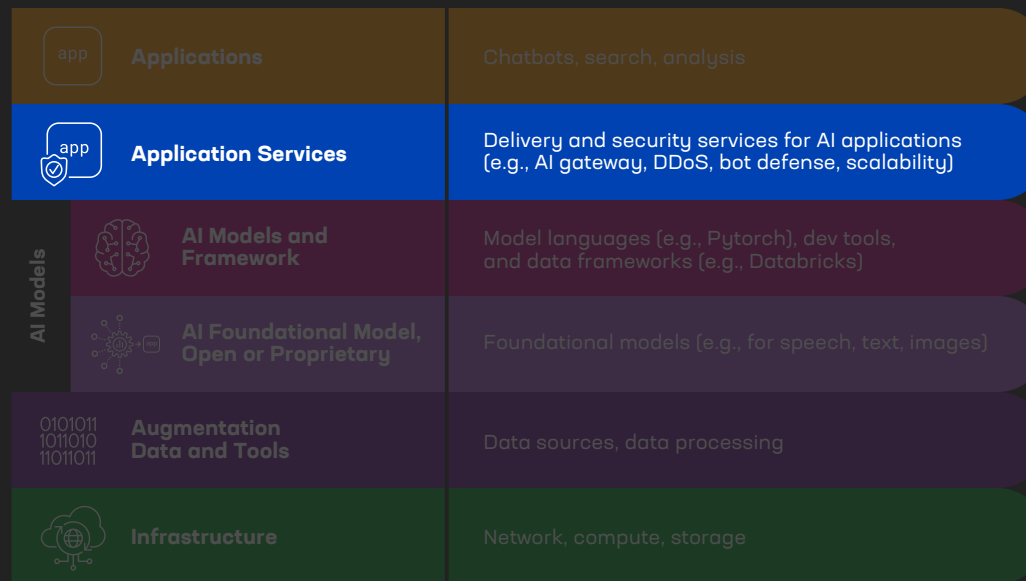 app
Applications
Chatbots, search, analysis
app
Application Services
Delivery and security services for AI applications
(e.g., AI gateway, DDoS, bot defense, scalability)
AI Models
AI Models and
Framework
Model languages (e.g., Pytorch), dev tools,
and data frameworks (e.g., Databricks)
app
AI Foundational Model,
Open or Proprietary
Foundational models (e.g., for speech, text, images)
0101011
1011010
11011011
Augmentation
Data and Tools
Data sources, data processing
Infrastructure
Network, compute, storage